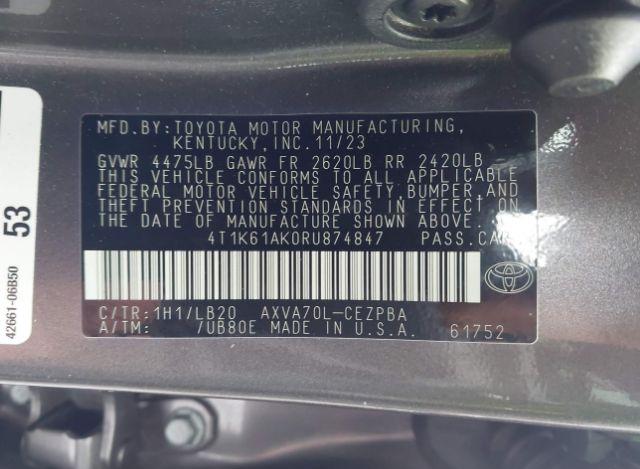 MFD.BY:TOYOTA MOTOR MANUFACTURING,
KENTUCKY,INC.11/23
GVWR 4475LB GAWR FR 2620LB RR 2420LB
THIS VEHICLE CONFORMS TO ALL APPLICABLE
FEDERAL MOTOR VEHICLE SAFETY,BUMPER,AND
THEFT PREVENTION STANDARDS IN EFFECT ON
THE DATE OF MANUFACTURE SHOWN ABOVE.
4T1K61AK0RU874847 PASS.CAR
C/TR:1H1/LB20 AXVA70L-CEZPBA
A/TM: /UB80E MADE IN U.S.A. 61752
53
42661-06B50